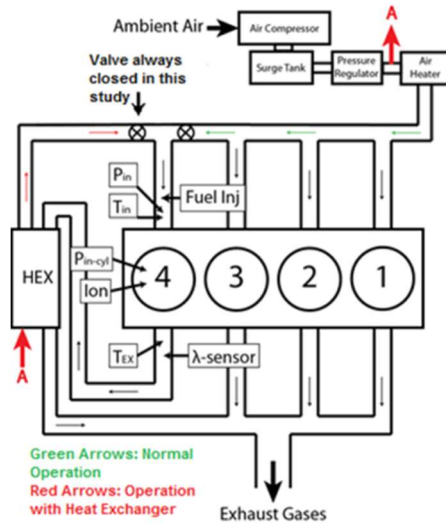 Ambient Air
Air Compressor
A
Surge Tank
Pressure
Regulator
Air
Heater
Valve always
closed in this
study
Pin
Fuel Inj
Tin
HEX
Pin-cyl
Ion
4
3
2
1
TEX
λ-sensor
A
Green Arrows: Normal
Operation
Red Arrows: Operation
with Heat Exchanger
Exhaust Gases